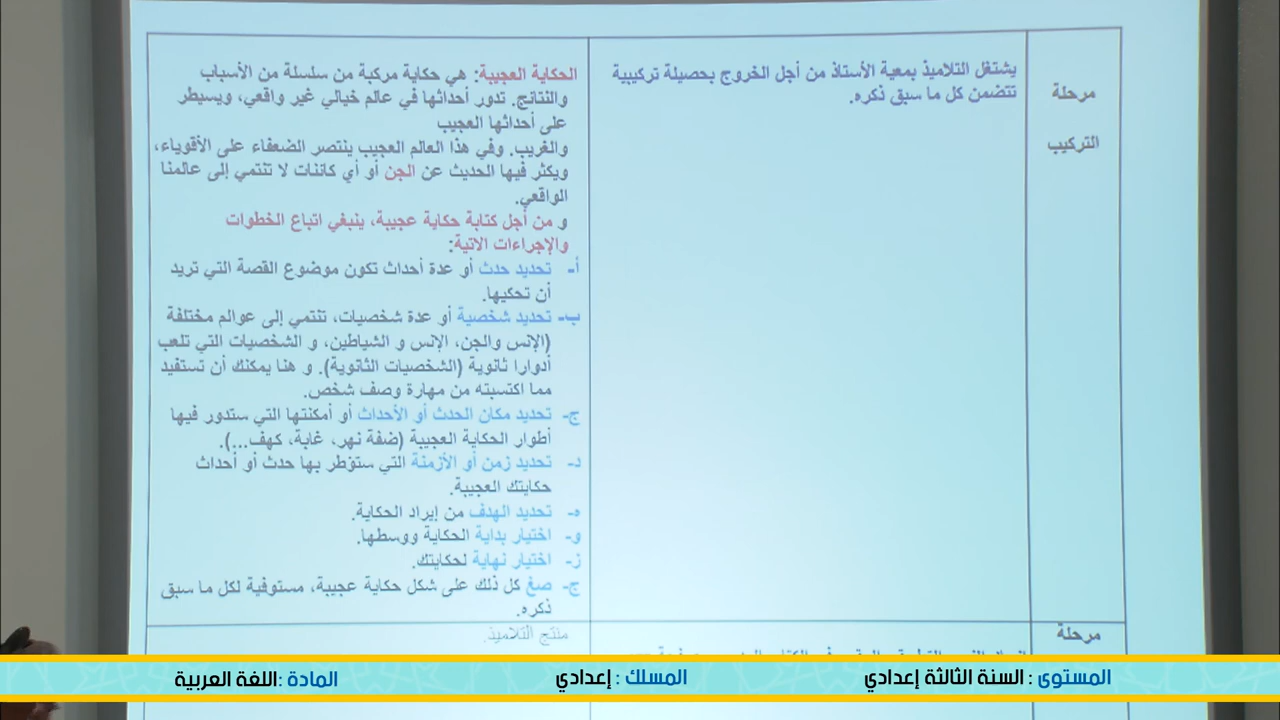 مرحلة
التركيب
يشتغل التلاميذ بمعية الأستاذ من أجل الخروج بحصيلة تركيبية
تتضمن كل ما سبق ذكره.
الحكاية العجيبة: هي حكاية مركبة من سلسلة من الأسباب
والنتائج. تدور أحداثها في عالم خيالي غير واقعي، ويسيطر
على أحداثها العجيب
والغريب. وفي هذا العالم العجيب ينتصر الضعفاء على الأقوياء،
ويكثر فيها الحديث عن الجن أو أي كائنات لا تنتمي إلى عالمنا
الواقعي.
و من أجل كتابة حكاية عجيبة، ينبغي اتباع الخطوات
والإجراءات الاتية:
أ- تحديد حدث أو عدة أحداث تكون موضوع القصة التي تريد
أن تحكيها.
ب- تحديد شخصية أو عدة شخصيات، تنتمي إلى عوالم مختلفة
(الإنس والجن، الإنس و الشياطين، و الشخصيات التي تلعب
أدوارا ثانوية (الشخصيات الثانوية). و هنا يمكنك أن تستفيد
مما اكتسبته من مهارة وصف شخص.
ج- تحديد مكان الحدث أو الأحداث أو أمكنتها التي ستدور فيها
أطوار الحكاية العجيبة (ضفة نهر، غابة، كهف...).
د- تحديد زمن أو الأزمنة التي ستؤطر بها حدث أو أحداث
حكايتك العجيبة.
ه- تحديد الهدف من إيراد الحكاية.
و- اختيار بداية الحكاية ووسطها.
ز- اختيار نهاية لحكايتك.
ج- صغ كل ذلك على شكل حكاية عجيبة، مستوفية لكل ما سبق
ذكره.
مرحلة
منتج التلاميذ.
المستوى : السنة الثالثة إعدادي
المسلك : إعدادي
المادة :اللغة العربية